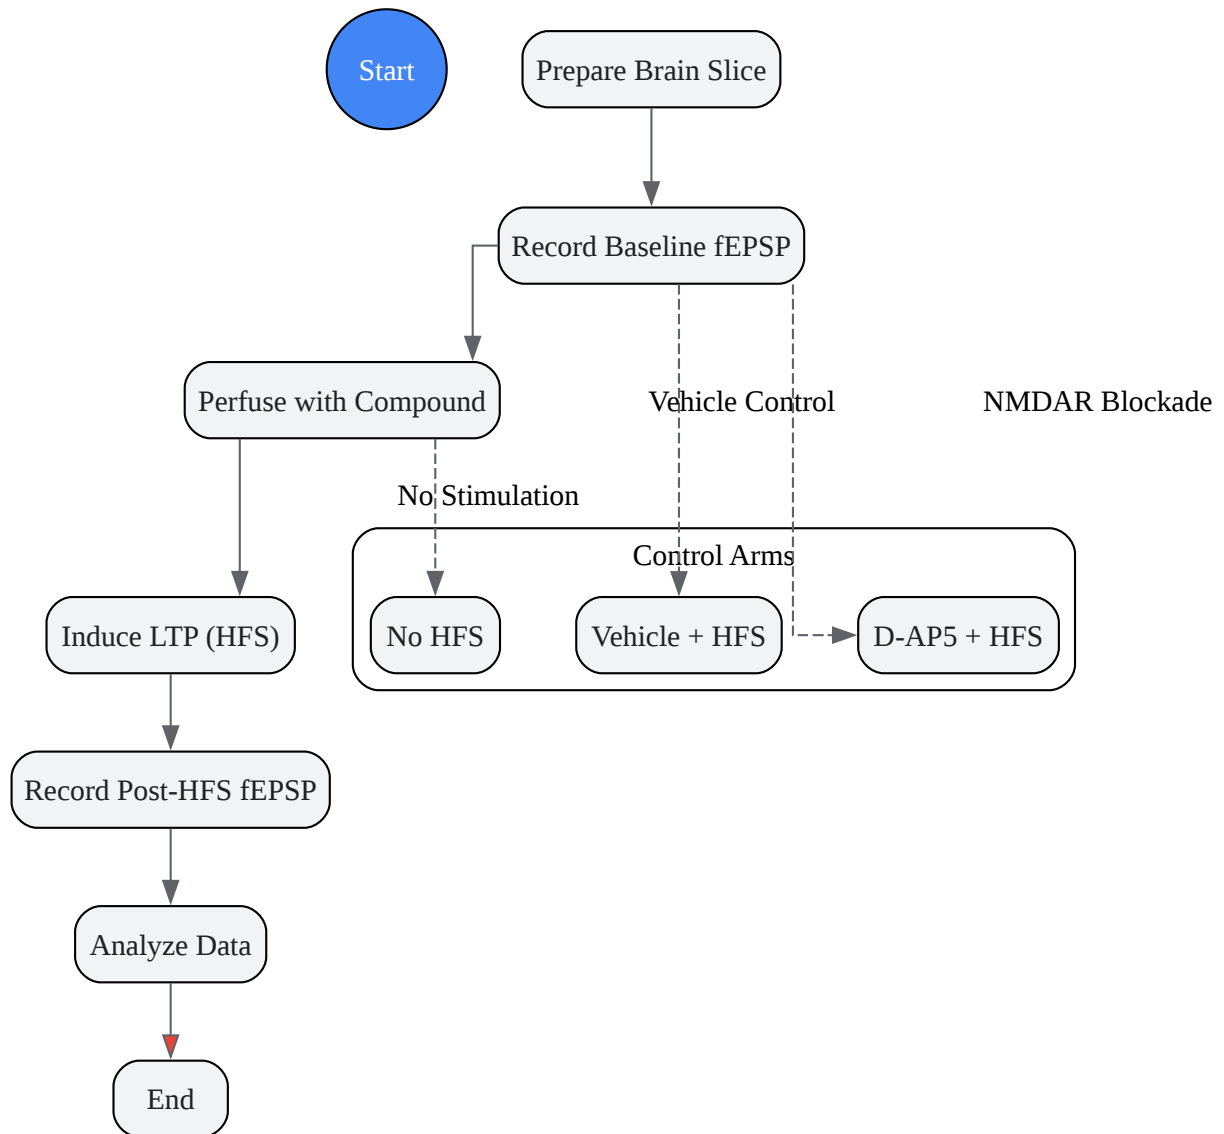 Start
Prepare Brain Slice
Record Baseline fEPSP
Perfuse with Compound
Vehicle Control
NMDAR Blockade
No Stimulation
Control Arms
Induce LTP (HFS)
No HFS
Vehicle + HFS
D-AP5 + HFS
Record Post-HFS fEPSP
Analyze Data
End